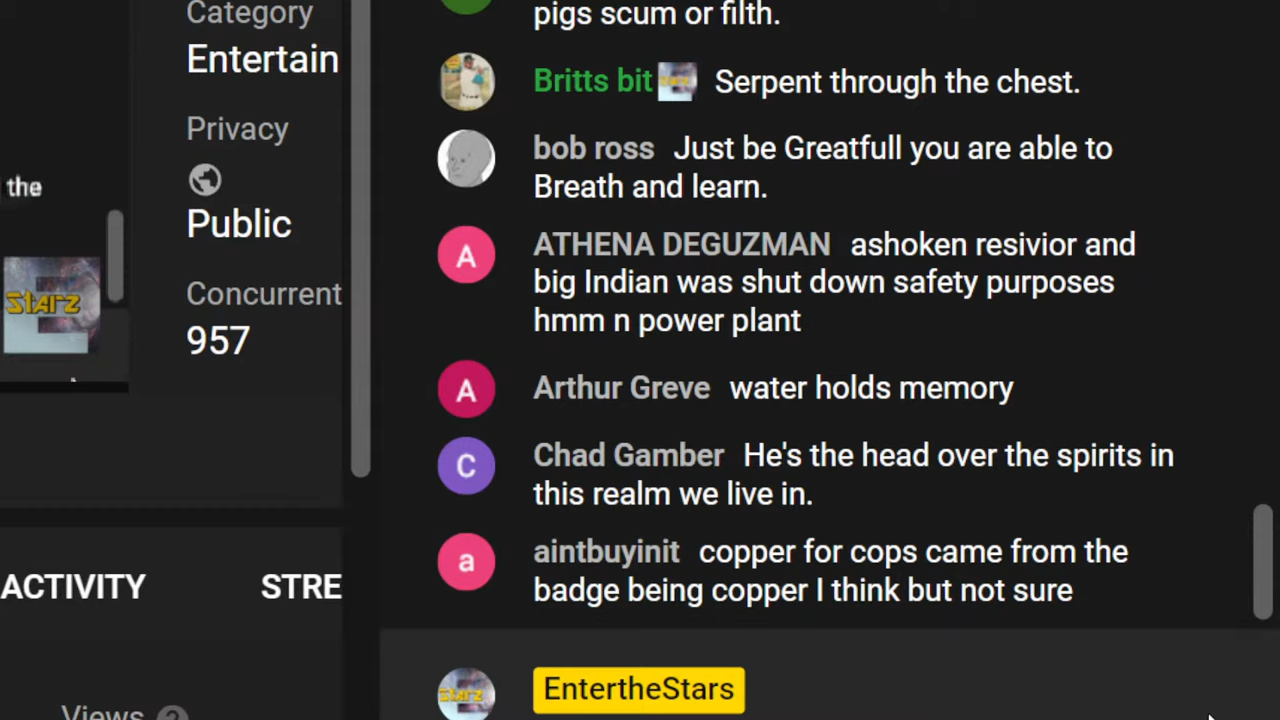 Category
Entertain
Privacy
the
Public
Starz
Concurrent
957
ACTIVITY STRE
Views ?
pigs scum or filth.
Britts bit Serpent through the chest.
bob ross Just be Greatfull you are able to
Breath and learn.
A ATHENA DEGUZMAN ashoken resivior and
big Indian was shut down safety purposes
hmm n power plant
A Arthur Greve water holds memory
C Chad Gamber He's the head over the spirits in
this realm we live in.
a aintbuyinit copper for cops came from the
badge being copper I think but not sure
Starz EntertheStars